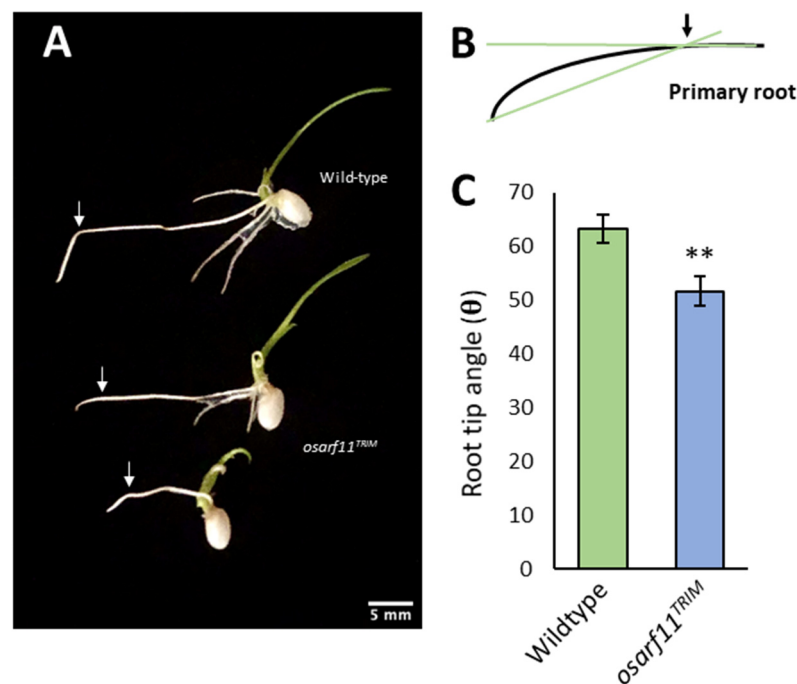 A
Wild-type
osarf11TRIM
5 mm
B
Primary root
C
Root tip angle (θ)
70
60
50
40
30
20
10
0
**
Wildtype
osarf11TRIM